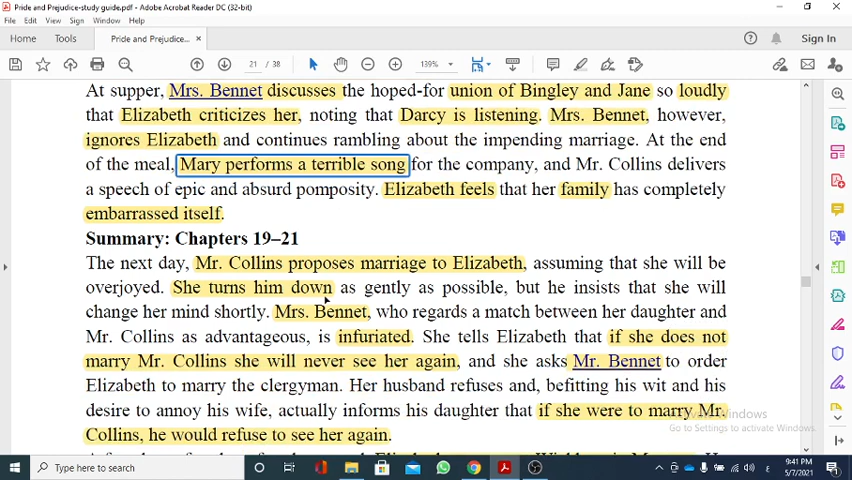 Pride and Prejudice-study guide.pdf - Adobe Acrobat Reader DC (32-bit)
File Edit View Sign Window Help
Home Tools Pride and Prejudice... × Sign In
21 / 38 139%
At supper, Mrs. Bennet discusses the hoped-for union of Bingley and Jane so loudly
that Elizabeth criticizes her, noting that Darcy is listening. Mrs. Bennet, however,
ignores Elizabeth and continues rambling about the impending marriage. At the end
of the meal, Mary performs a terrible song for the company, and Mr. Collins delivers
a speech of epic and absurd pomposity. Elizabeth feels that her family has completely
embarrassed itself.
Summary: Chapters 19–21
The next day, Mr. Collins proposes marriage to Elizabeth, assuming that she will be
overjoyed. She turns him down as gently as possible, but he insists that she will
change her mind shortly. Mrs. Bennet, who regards a match between her daughter and
Mr. Collins as advantageous, is infuriated. She tells Elizabeth that if she does not
marry Mr. Collins she will never see her again, and she asks Mr. Bennet to order
Elizabeth to marry the clergyman. Her husband refuses and, befitting his wit and his
desire to annoy his wife, actually informs his daughter that if she were to marry Mr.
Collins, he would refuse to see her again.
Activate Windows
Go to Settings to activate Windows.
Type here to search
9:41 PM
5/7/2021